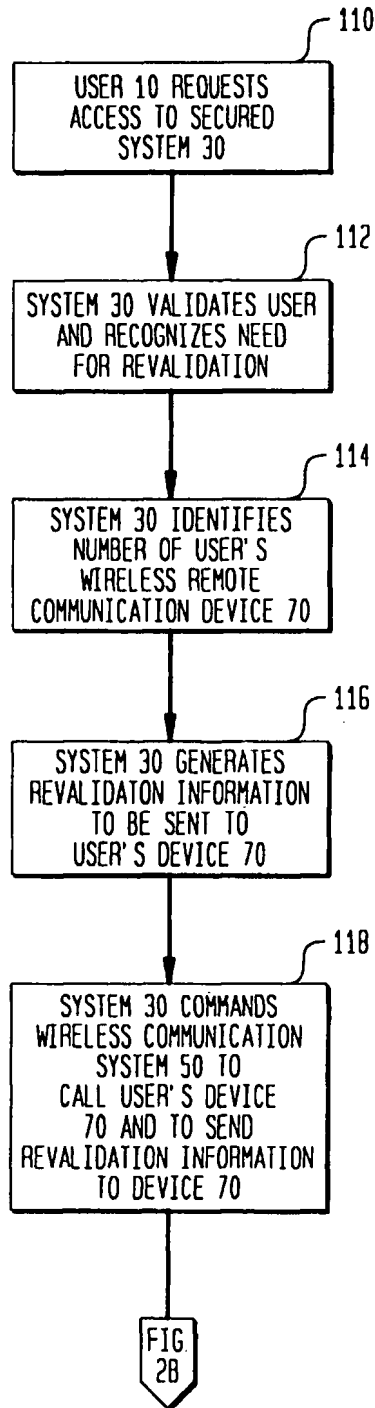 110
USER 10 REQUESTS
ACCESS TO SECURED
SYSTEM 30
112
SYSTEM 30 VALIDATES USER
AND RECOGNIZES NEED
FOR REVALIDATION
114
SYSTEM 30 IDENTIFIES
NUMBER OF USER'S
WIRELESS REMOTE
COMMUNICATION DEVICE 70
116
SYSTEM 30 GENERATES
REVALIDATON INFORMATION
TO BE SENT TO
USER'S DEVICE 70
118
SYSTEM 30 COMMANDS
WIRELESS COMMUNICATION
SYSTEM 50 TO
CALL USER'S DEVICE
70 AND TO SEND
REVALIDATION INFORMATION
TO DEVICE 70
FIG.
2B